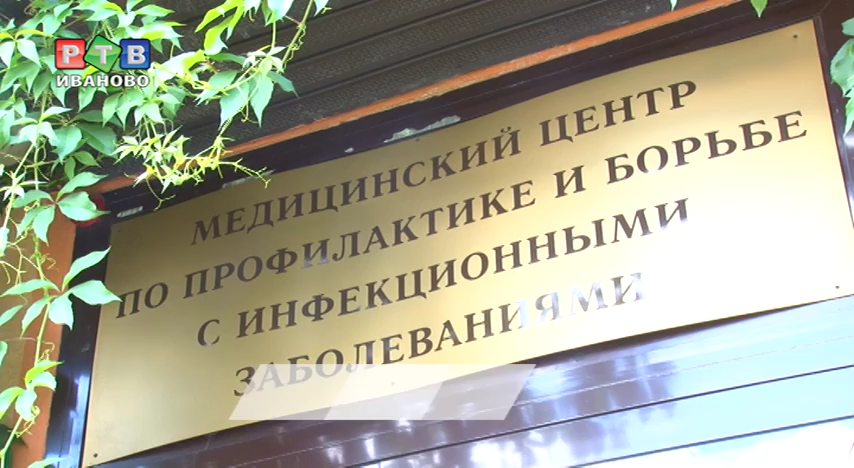 РТВ
ИВАНОВО
МЕДИЦИНСКИЙ ЦЕНТР
ПО ПРОФИЛАКТИКЕ И БОРЬБЕ
С ИНФЕКЦИОННЫМИ
ЗАБОЛЕВАНИЯМИ